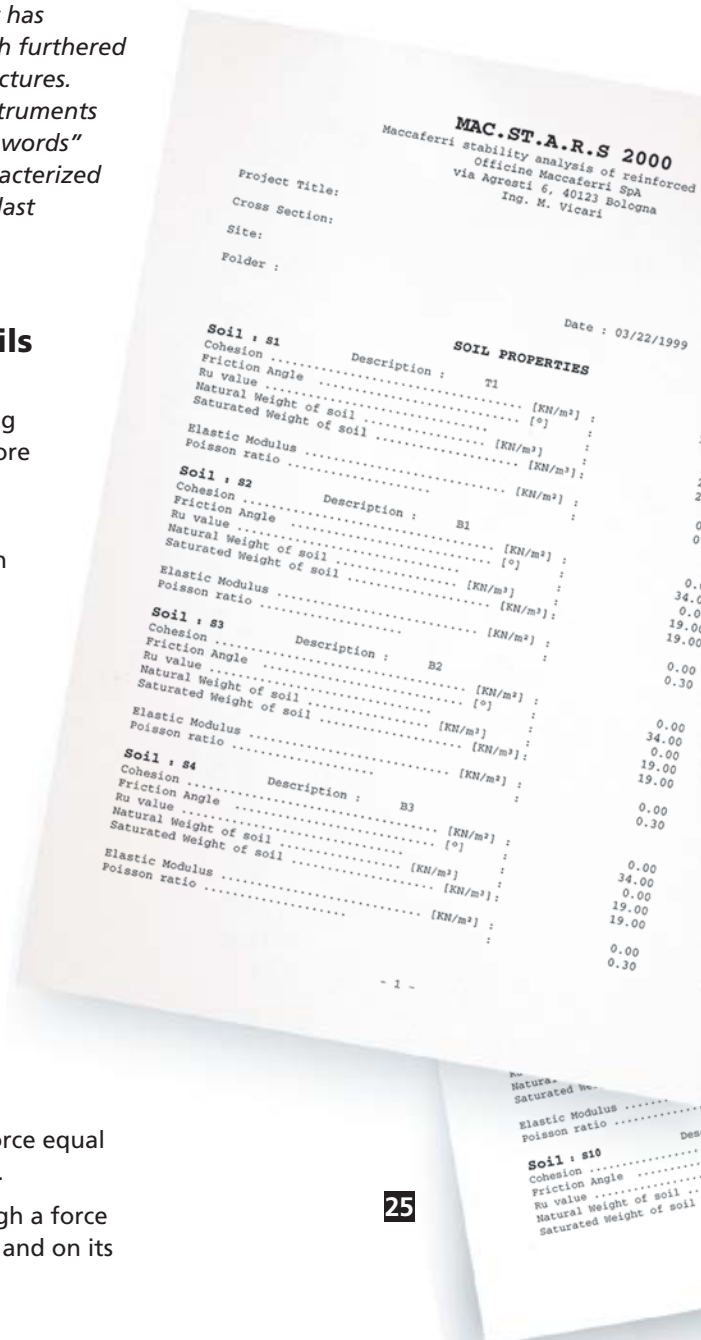 has
h furthered
ctures.
truments
words”
acterized
last
ils
ng
ore
n
orce equal
gh a force
and on its
25
MAC.ST.A.R.S 2000
Maccaferri stability analysis of reinforced
Officine Maccaferri SpA
via Agresti 6, 40123 Bologna
Ing. M. Vicari
Project Title:
Cross Section:
Site:
Folder :
Date : 03/22/1999
SOIL PROPERTIES
Soil : S1 Description : T1
Cohesion ........................................ [KN/m²] :
Friction Angle ................................ [°] :
Ru value ................................ :
Natural Weight of soil .................. [KN/m³] :
Saturated Weight of soil ...................... [KN/m³]:
Elastic Modulus ................................ [KN/m²] :
Poisson ratio ................... :
Soil : S2 Description : B1
Cohesion ........................................ [KN/m²] : 0.
Friction Angle ................................ [°] : 34.0
Ru value ................................ : 0.0
Natural Weight of soil .................. [KN/m³] : 19.00
Saturated Weight of soil ...................... [KN/m³]: 19.00
Elastic Modulus ................................ [KN/m²] : 0.00
Poisson ratio ................... : 0.30
Soil : S3 Description : B2
Cohesion ........................................ [KN/m²] : 0.00
Friction Angle ................................ [°] : 34.00
Ru value ................................ : 0.00
Natural Weight of soil .................. [KN/m³] : 19.00
Saturated Weight of soil ...................... [KN/m³]: 19.00
Elastic Modulus ................................ [KN/m²] : 0.00
Poisson ratio ................... : 0.30
Soil : S4 Description : B3
Cohesion ........................................ [KN/m²] : 0.00
Friction Angle ................................ [°] : 34.00
Ru value ................................ : 0.00
Natural Weight of soil .................. [KN/m³] : 19.00
Saturated Weight of soil ...................... [KN/m³]: 19.00
Elastic Modulus ................................ [KN/m²] : 0.00
Poisson ratio ................... : 0.30
- 1 -
Natura
Saturated
Elastic Modulus ......
Poisson ratio ..........
Soil : S10 Des
Cohesion ................
Friction Angle ..........
Ru value ................
Natural Weight of soil ..
Saturated Weight of soil